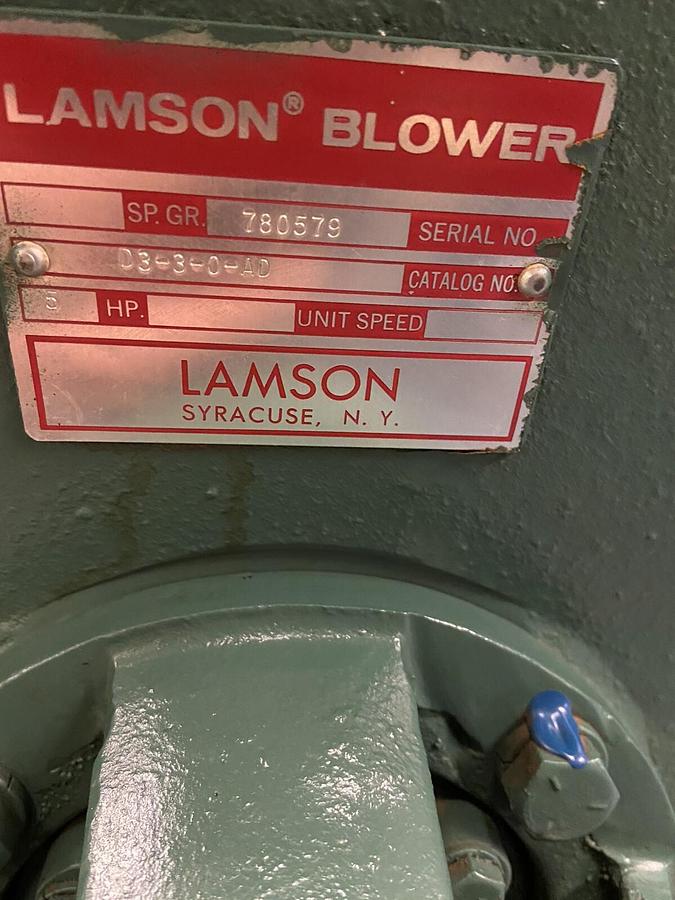 LAMSON® BLOWER
SP. GR. 780579 SERIAL NO.
D3-3-0-AD CATALOG NO.
5 HP. UNIT SPEED
LAMSON
SYRACUSE, N. Y.